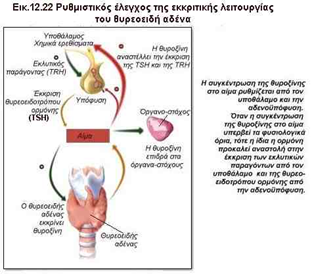 Εικ.12.22 Ρυθμιστικός έλεγχος της εκκριτικής λειτουργίας
του θυρεοειδή αδένα
Υποθάλαμος
Χημικά ερεθίσματα
Εκλυτικός
παράγοντας (TRH)
Η θυροξίνη
αναστέλλει την έκκριση
της TSH και της TRH
Έκκριση
θυρεοειδοτρόπου
ορμόνης
(TSH)
Υπόφυση
Όργανο-στόχος
Αίμα
Η θυροξίνη
επιδρά στα
όργανα-στόχους
Ο θυρεοειδής
αδένας
εκκρίνει
θυροξίνη
Θυρεοειδής
αδένας
Η συγκέντρωση της θυροξίνης
στο αίμα ρυθμίζεται από τον
υποθάλαμο και την
αδενοϋπόφυση.
Όταν η συγκέντρωση
της θυροξίνης στο αίμα
υπερβεί τα φυσιολογικά
όρια, τότε η ίδια η ορμόνη
προκαλεί αναστολή στην
έκκριση των εκλυτικών
παραγόντων από τον
υποθάλαμο και της θυρεο-
ειδοτρόπου ορμόνης από
την αδενοϋπόφυση.